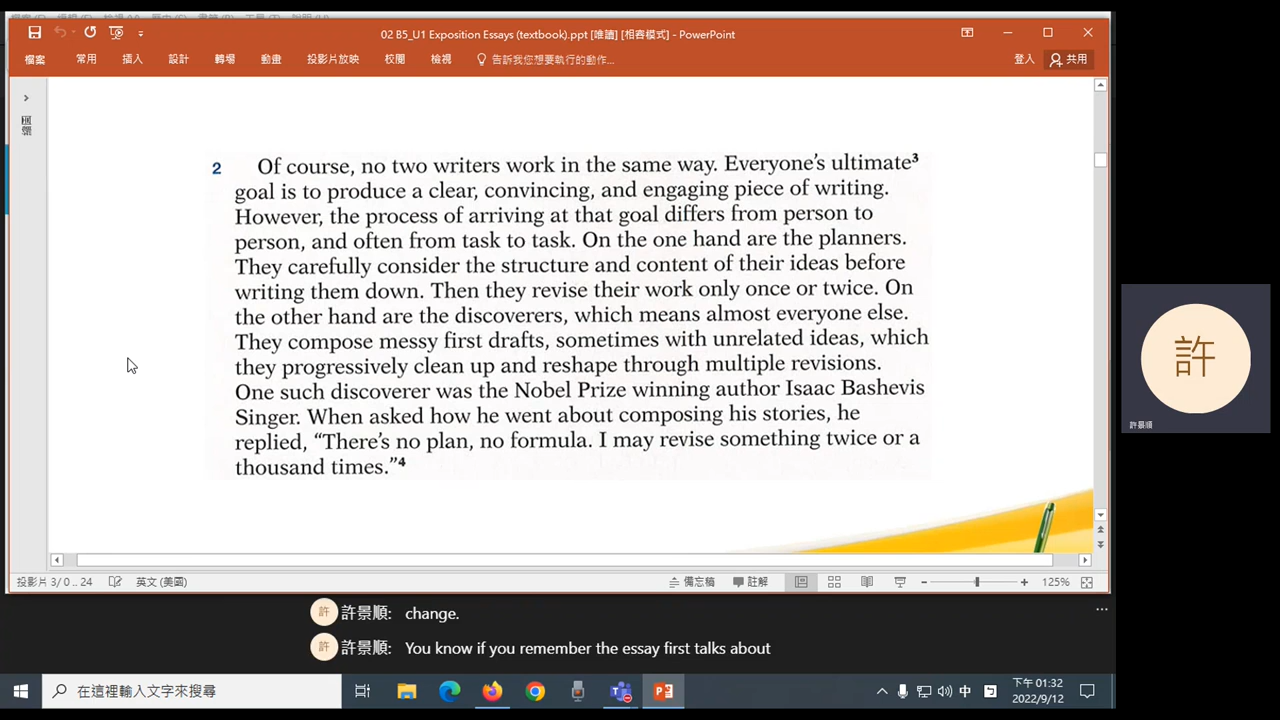 02 B5_U1 Exposition Essays (textbook).ppt [唯讀] [相容模式] - PowerPoint
檔案 常用 插入 設計 轉場 動畫 投影片放映 校閱 檢視 告訴我您想要執行的動作... 登入 共用
2 Of course, no two writers work in the same way. Everyone's ultimate³
goal is to produce a clear, convincing, and engaging piece of writing.
However, the process of arriving at that goal differs from person to
person, and often from task to task. On the one hand are the planners.
They carefully consider the structure and content of their ideas before
writing them down. Then they revise their work only once or twice. On
the other hand are the discoverers, which means almost everyone else.
They compose messy first drafts, sometimes with unrelated ideas, which
they progressively clean up and reshape through multiple revisions.
One such discoverer was the Nobel Prize winning author Isaac Bashevis
Singer. When asked how he went about composing his stories, he
replied, “There's no plan, no formula. I may revise something twice or a
thousand times.”⁴
許
許景順
投影片 3/ 0 .. 24 英文 (美國) 備忘稿 註解 125%
許 許景順: change.
許 許景順: You know if you remember the essay first talks about
在這裡輸入文字來搜尋
中
下午 01:32
2022/9/12